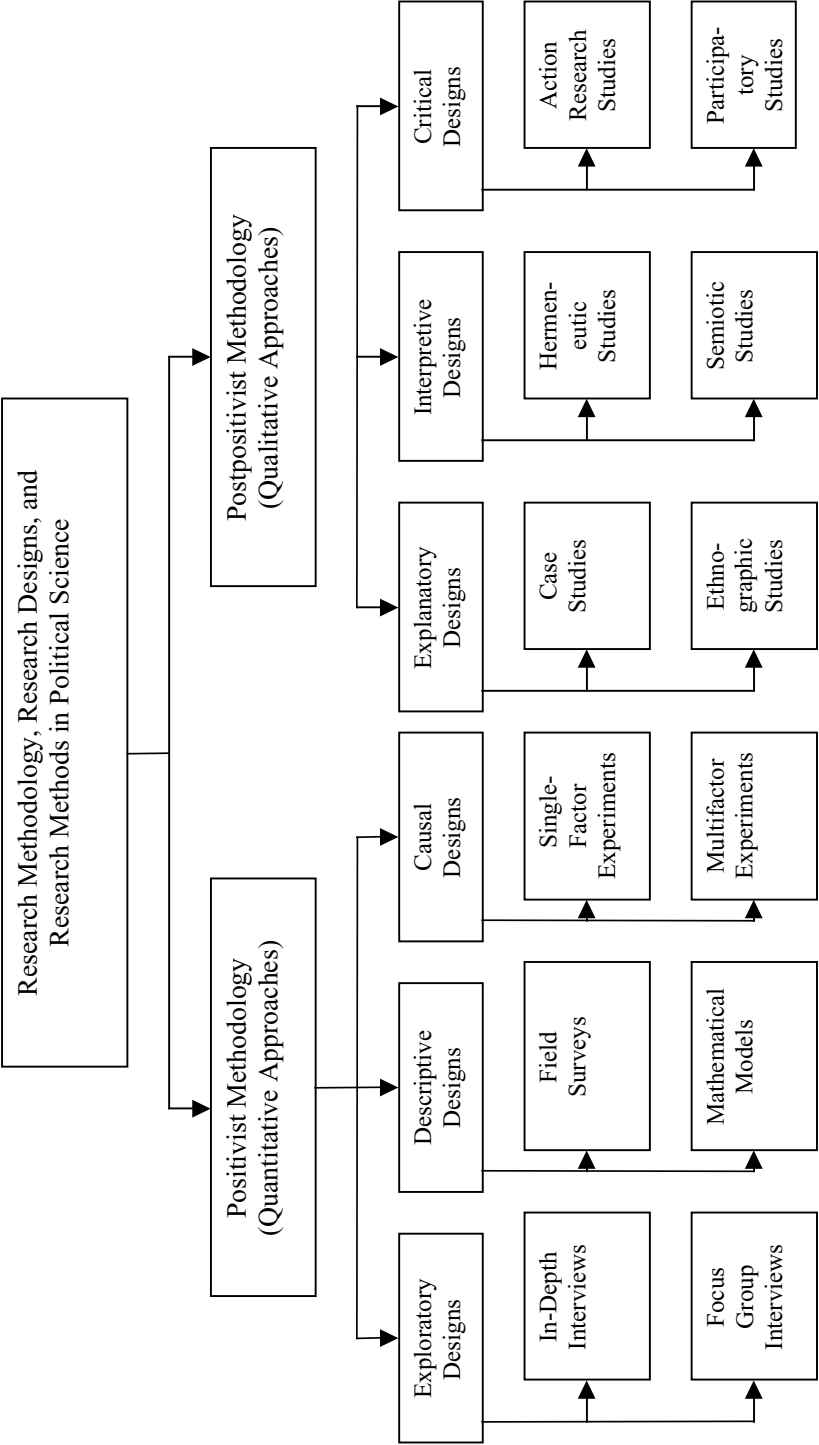 Research Methodology, Research Designs, and
Research Methods in Political Science
Positivist Methodology
(Quantitative Approaches)
Postpositivist Methodology
(Qualitative Approaches)
Exploratory
Designs
Descriptive
Designs
Causal
Designs
Explanatory
Designs
Interpretive
Designs
Critical
Designs
In-Depth
Interviews
Field
Surveys
Single-
Factor
Experiments
Case
Studies
Hermen-
eutic
Studies
Action
Research
Studies
Focus
Group
Interviews
Mathematical
Models
Multifactor
Experiments
Ethno-
graphic
Studies
Semiotic
Studies
Participa-
tory
Studies